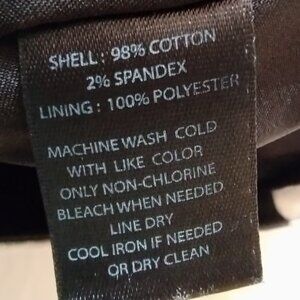 SHELL: 98% COTTON
2% SPANDEX
LINING: 100% POLYESTER
MACHINE WASH COLD
WITH LIKE COLOR
ONLY NON-CHLORINE
BLEACH WHEN NEEDED
LINE DRY
COOL IRON IF NEEDED
OR DRY CLEAN